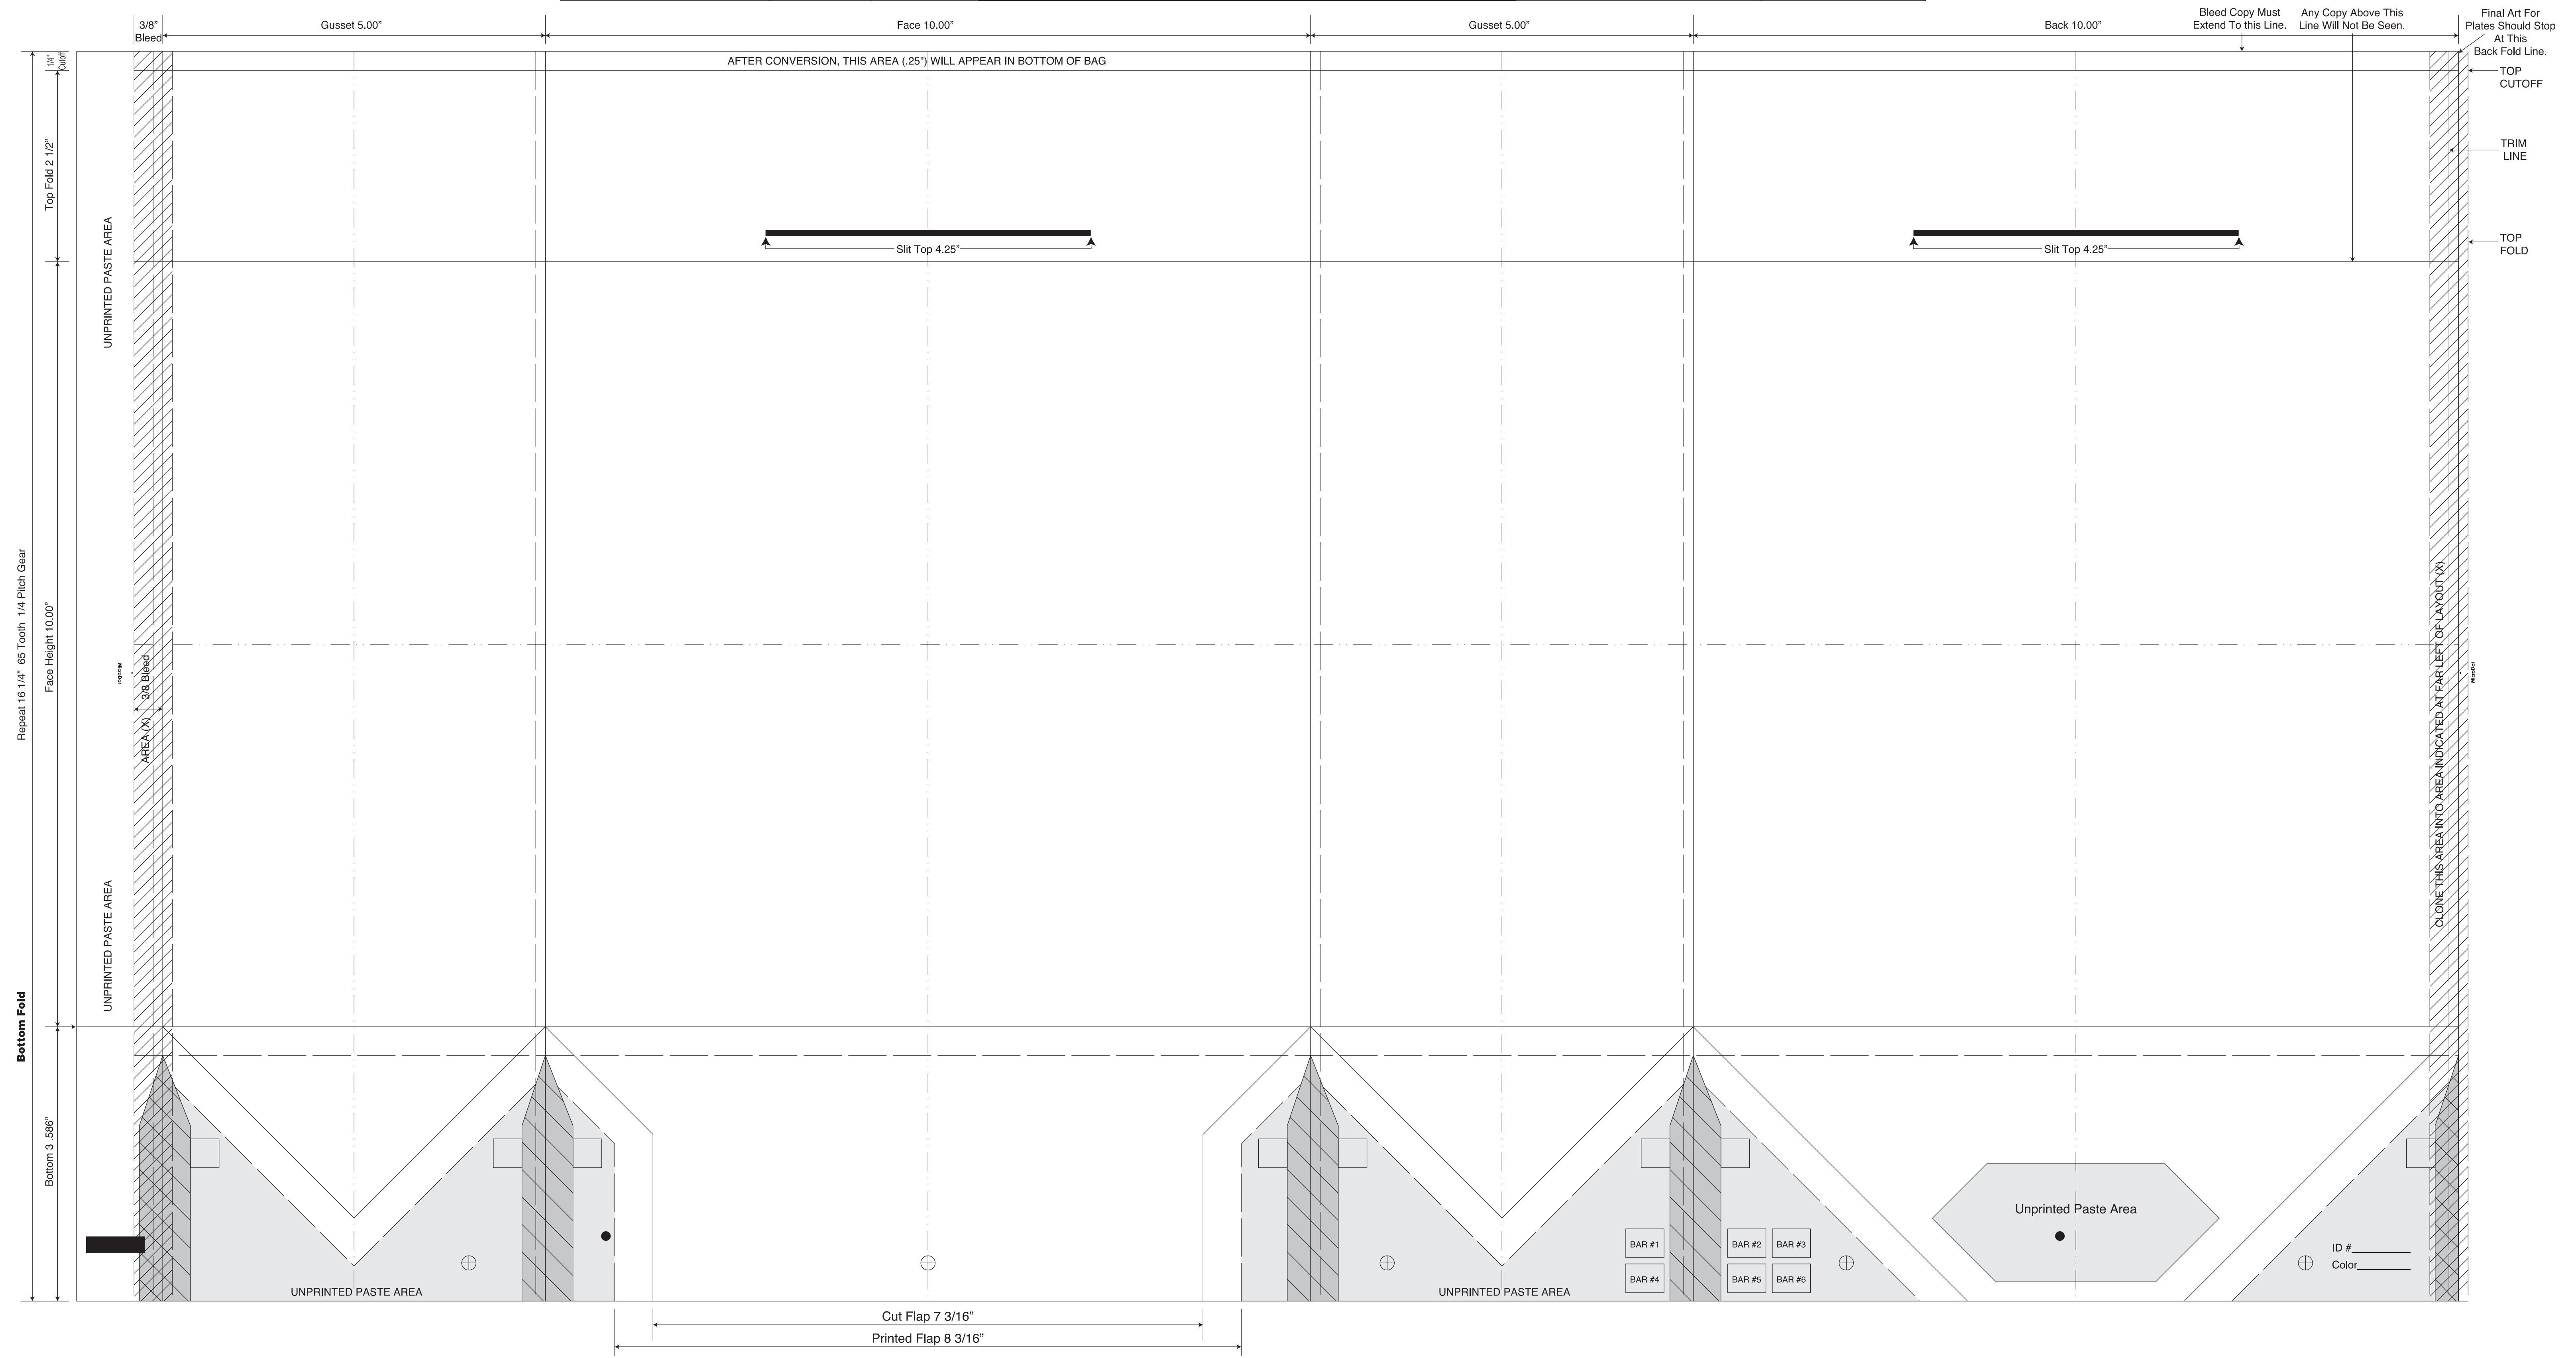 3/8”
Bleed
Gusset 5.00”
Face 10.00”
Gusset 5.00”
Back 10.00”
Bleed Copy Must
Extend To this Line.
Any Copy Above This
Line Will Not Be Seen.
Final Art For
Plates Should Stop
At This
Back Fold Line.
1/4"
Cutoff
AFTER CONVERSION, THIS AREA (.25") WILL APPEAR IN BOTTOM OF BAG
TOP
CUTOFF
TRIM
LINE
TOP
FOLD
Top Fold 2 1/2”
UNPRINTED PASTE AREA
Slit Top 4.25”
Slit Top 4.25”
Repeat 16 1/4" 65 Tooth 1/4 Pitch Gear
Face Height 10.00”
Microdot
AREA (X) 3/8 Bleed
CLONE THIS AREA INTO AREA INDICATED AT FAR LEFT OF LAYOUT (X)
MicroDot
UNPRINTED PASTE AREA
Bottom Fold
Bottom 3 .586”
UNPRINTED PASTE AREA
UNPRINTED PASTE AREA
BAR #1
BAR #2
BAR #3
BAR #4
BAR #5
BAR #6
Unprinted Paste Area
ID #
Color
Cut Flap 7 3/16”
Printed Flap 8 3/16”